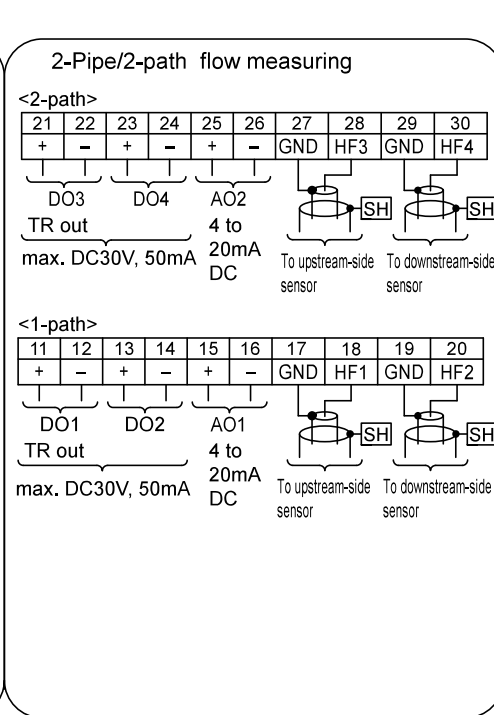 2-Pipe/2-path flow measuring
<2-path>
21 22 23 24 25 26 27 28 29 30
+ – + – + – GND HF3 GND HF4
DO3 DO4 AO2 SH SH
TR out 4 to
max. DC30V, 50mA 20mA
DC
To upstream-side To downstream-side
sensor sensor
<1-path>
11 12 13 14 15 16 17 18 19 20
+ – + – + – GND HF1 GND HF2
DO1 DO2 AO1 SH SH
TR out 4 to
max. DC30V, 50mA 20mA
DC
To upstream-side To downstream-side
sensor sensor